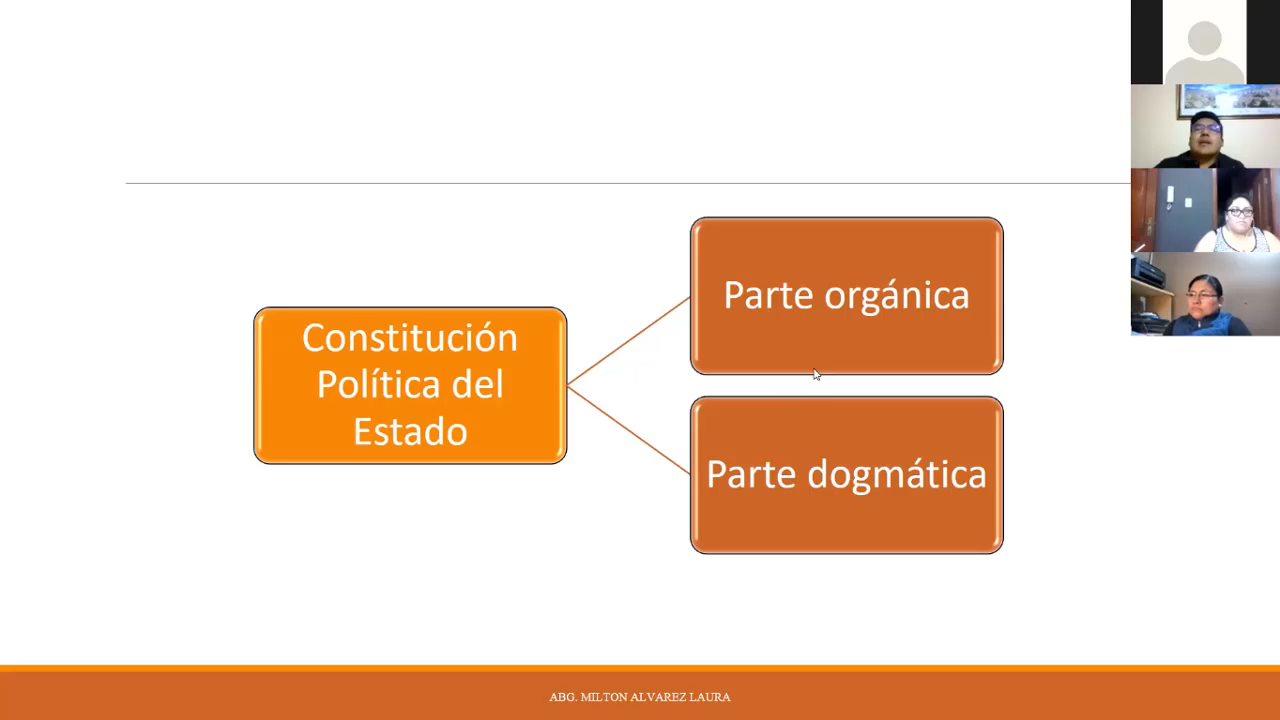 Constitución
Política del
Estado
Parte orgánica
Parte dogmática
ABG. MILTON ALVAREZ LAURA